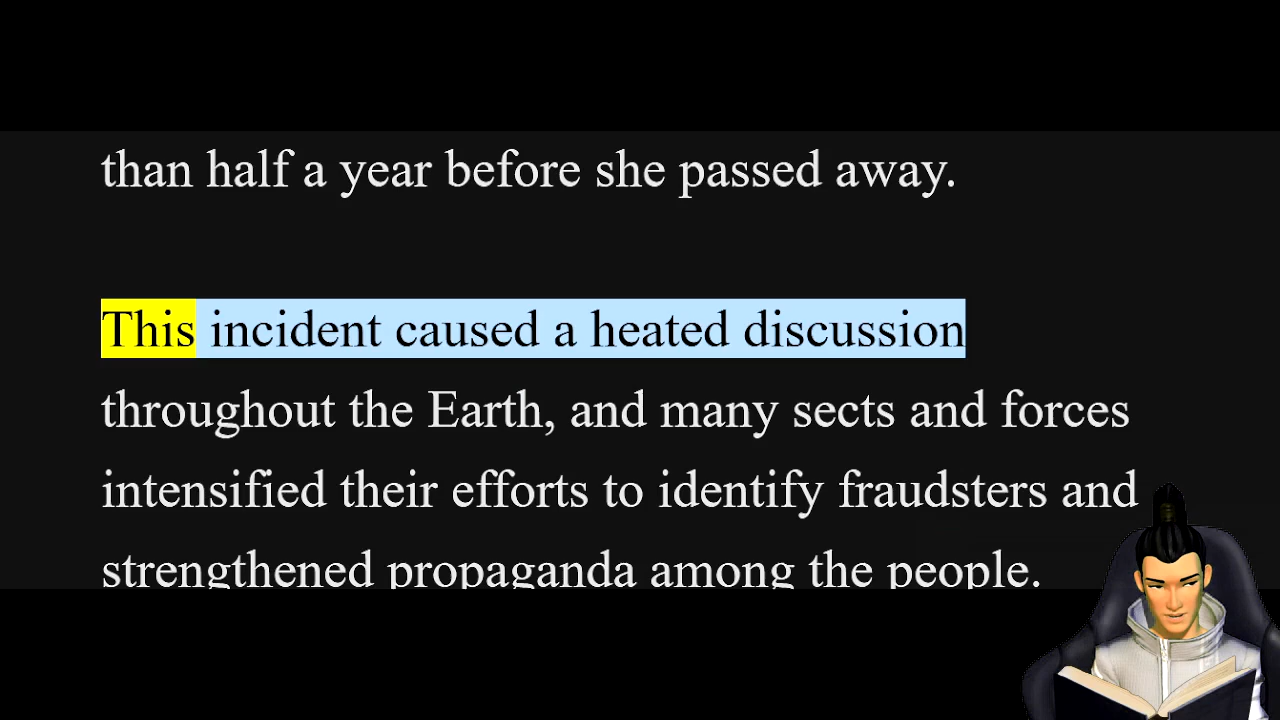 than half a year before she passed away.
This incident caused a heated discussion
throughout the Earth, and many sects and forces
intensified their efforts to identify fraudsters and
strengthened propaganda among the people.